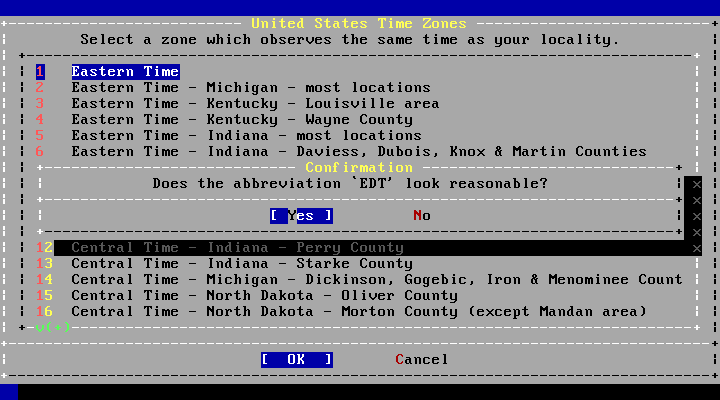 United States Time Zones
Select a zone which observes the same time as your locality.
1 Eastern Time
2 Eastern Time - Michigan - most locations
3 Eastern Time - Kentucky - Louisville area
4 Eastern Time - Kentucky - Wayne County
5 Eastern Time - Indiana - most locations
6 Eastern Time - Indiana - Daviess, Dubois, Knox & Martin Counties
Confirmation
Does the abbreviation `EDT' look reasonable?
[ Yes ] No
12 Central Time - Indiana - Perry County
13 Central Time - Indiana - Starke County
14 Central Time - Michigan - Dickinson, Gogebic, Iron & Menominee Count
15 Central Time - North Dakota - Oliver County
16 Central Time - North Dakota - Morton County (except Mandan area)
v(+)
[ OK ] Cancel